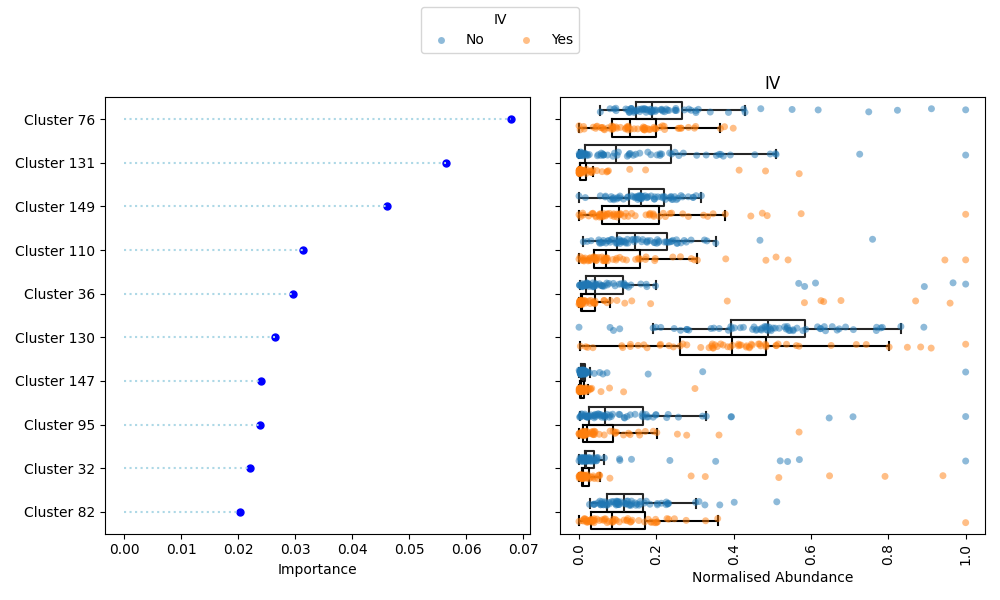 IV
No Yes
IV
Cluster 76
Cluster 131
Cluster 149
Cluster 110
Cluster 36
Cluster 130
Cluster 147
Cluster 95
Cluster 32
Cluster 82
0.00 0.01 0.02 0.03 0.04 0.05 0.06 0.07
Importance
0.0 0.2 0.4 0.6 0.8 1.0
Normalised Abundance